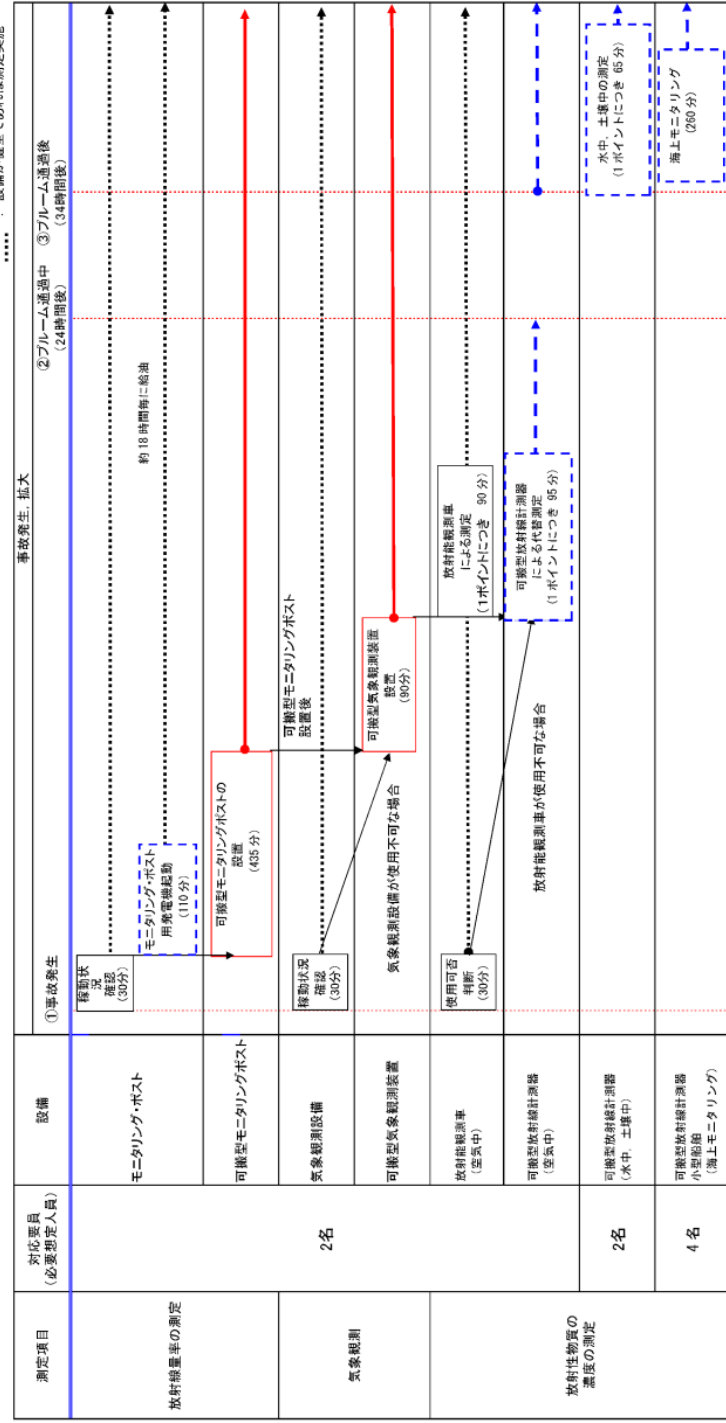 測定項目
対応要員
(必要想定人員)
設備
事故発生，拡大
①事故発生
②プルーム通過中
(24時間後)
③プルーム通過後
(34時間後)
放射線量率の測定
2名
モニタリング・ポスト
稼動状
況
確認
(30分)
モニタリング・ポスト
用発電機起動
(110分)
約18時間毎に給油
可搬型モニタリングポスト
可搬型モニタリングポストの
設置
(435分)
可搬型モニタリングポスト
設置後
気象観測
気象観測設備
稼動状況
確認
(30分)
気象観測設備が使用不可な場合
可搬型気象観測装置
可搬型気象観測装置
設置
(90分)
放射性物質の
濃度の測定
放射能観測車
(空気中)
使用可否
判断
(30分)
放射能観測車
による測定
(1ポイントにつき 90分)
放射能観測車が使用不可な場合
可搬型放射線計測器
(空気中)
可搬型放射線計測器
による代替測定
(1ポイントにつき 95分)
2名
可搬型放射線計測器
(水中，土壌中)
水中，土壌中の測定
(1ポイントにつき 65分)
4名
可搬型放射線計測器
小型船舶
(海上モニタリング)
海上モニタリング
(260分)